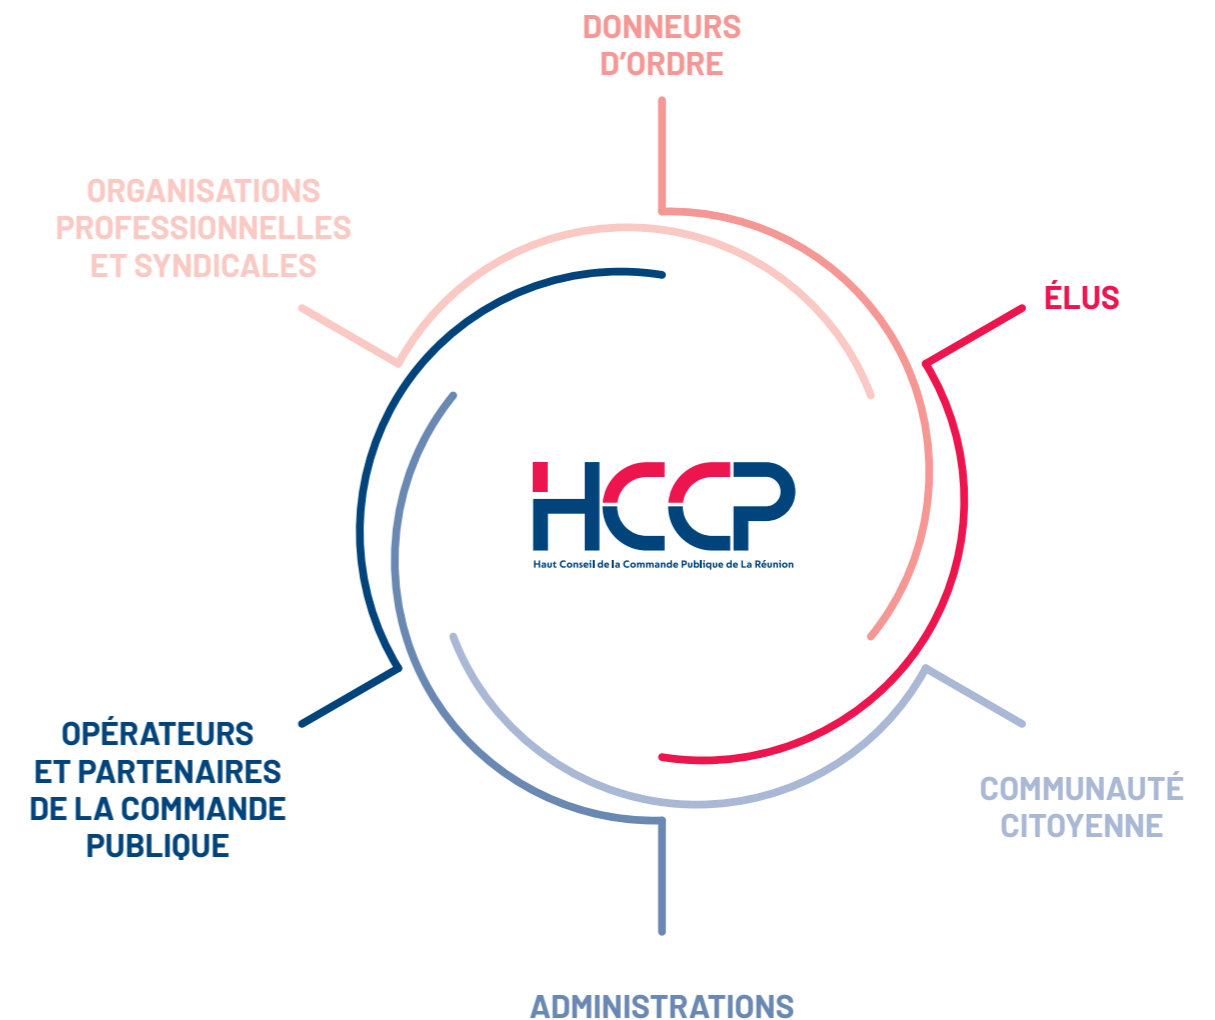 DONNEURS
D'ORDRE
ORGANISATIONS
PROFESSIONNELLES
ET SYNDICALES
ÉLUS
HCCP
Haut Conseil de la Commande Publique de La Réunion
OPÉRATEURS
ET PARTENAIRES
DE LA COMMANDE
PUBLIQUE
COMMUNAUTÉ
CITOYENNE
ADMINISTRATIONS